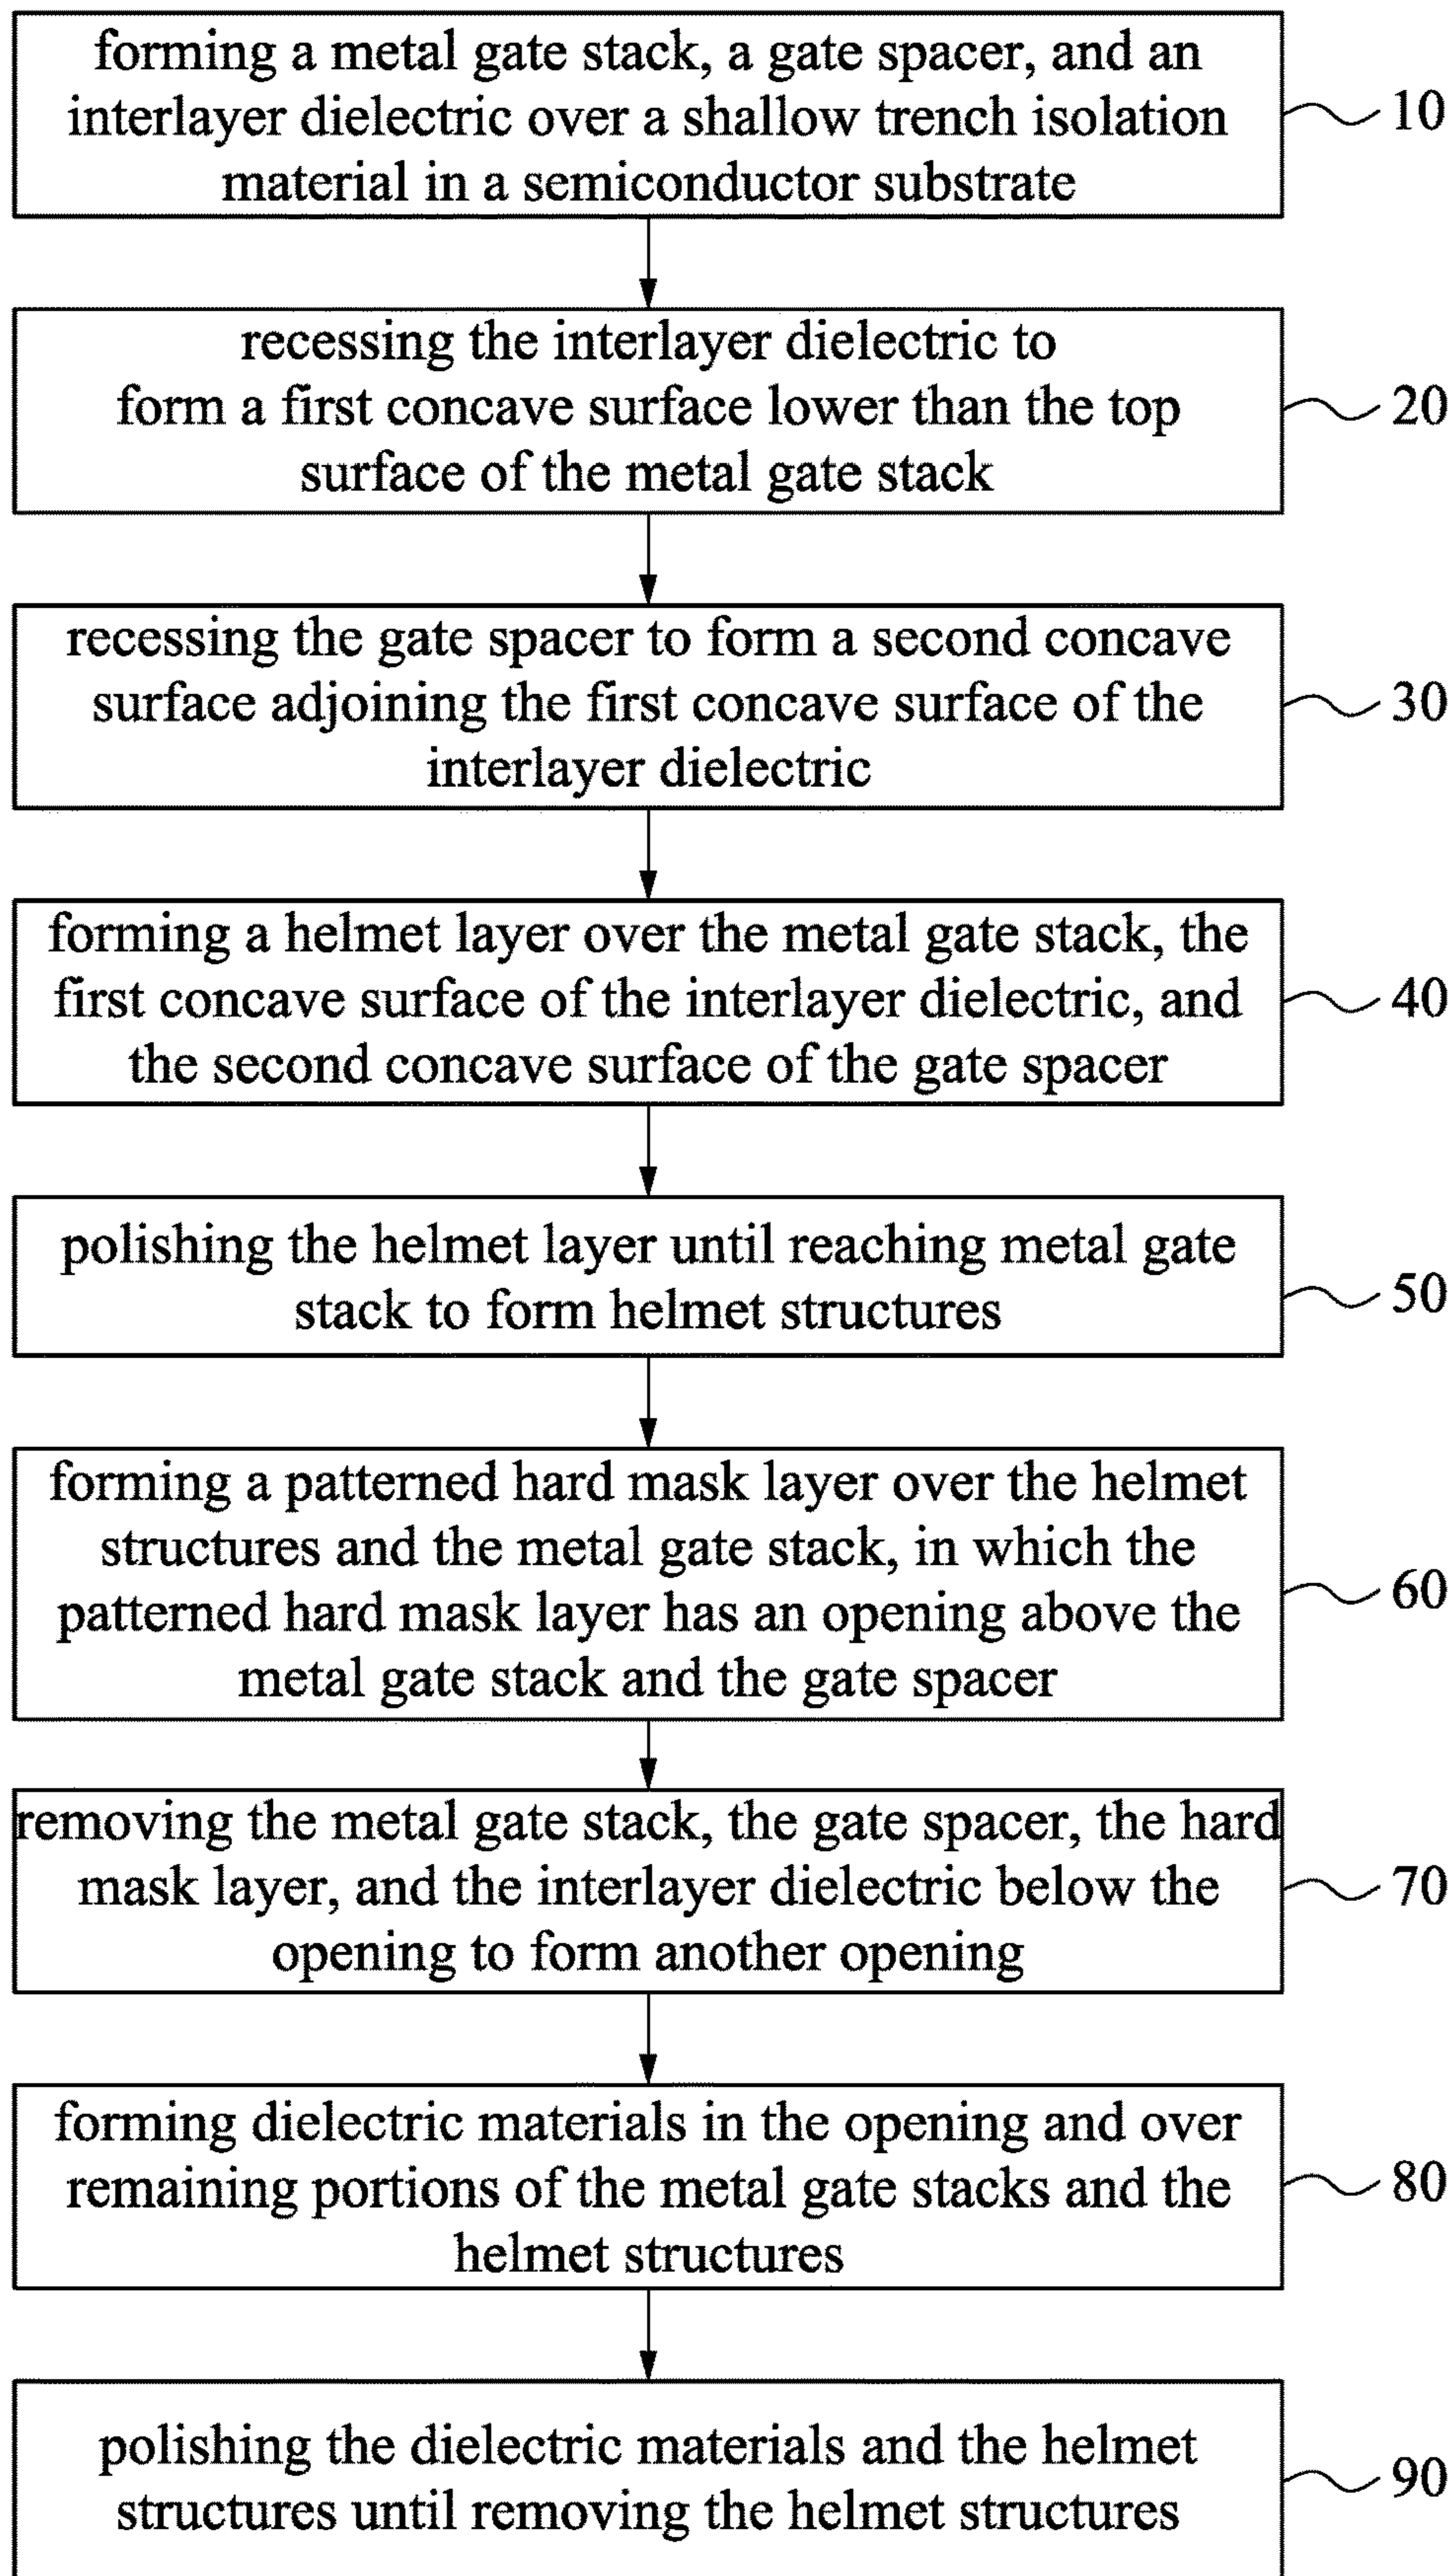 forming a metal gate stack, a gate spacer, and an
interlayer dielectric over a shallow trench isolation
material in a semiconductor substrate
10
recessing the interlayer dielectric to
form a first concave surface lower than the top
surface of the metal gate stack
20
recessing the gate spacer to form a second concave
surface adjoining the first concave surface of the
interlayer dielectric
30
forming a helmet layer over the metal gate stack, the
first concave surface of the interlayer dielectric, and
the second concave surface of the gate spacer
40
polishing the helmet layer until reaching metal gate
stack to form helmet structures
50
forming a patterned hard mask layer over the helmet
structures and the metal gate stack, in which the
patterned hard mask layer has an opening above the
metal gate stack and the gate spacer
60
removing the metal gate stack, the gate spacer, the hard
mask layer, and the interlayer dielectric below the
opening to form another opening
70
forming dielectric materials in the opening and over
remaining portions of the metal gate stacks and the
helmet structures
80
polishing the dielectric materials and the helmet
structures until removing the helmet structures
90